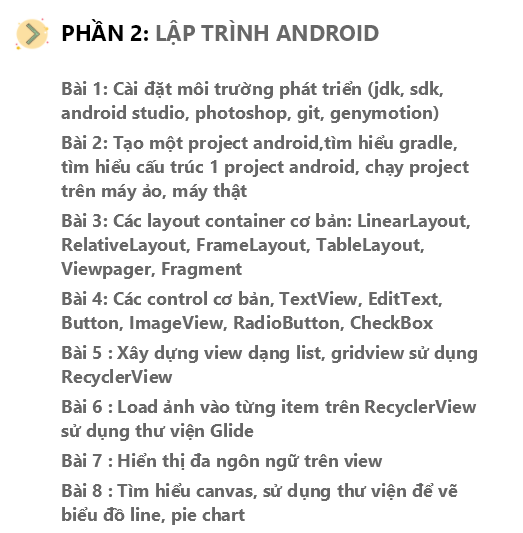 PHẦN 2: LẬP TRÌNH ANDROID
Bài 1: Cài đặt môi trường phát triển (jdk, sdk,
android studio, photoshop, git, genymotion)
Bài 2: Tạo một project android,tìm hiểu gradle,
tìm hiểu cấu trúc 1 project android, chạy project
trên máy ảo, máy thật
Bài 3: Các layout container cơ bản: LinearLayout,
RelativeLayout, FrameLayout, TableLayout,
Viewpager, Fragment
Bài 4: Các control cơ bản, TextView, EditText,
Button, ImageView, RadioButton, CheckBox
Bài 5 : Xây dựng view dạng list, gridview sử dụng
RecyclerView
Bài 6 : Load ảnh vào từng item trên RecyclerView
sử dụng thư viện Glide
Bài 7 : Hiển thị đa ngôn ngữ trên view
Bài 8 : Tìm hiểu canvas, sử dụng thư viện để vẽ
biểu đồ line, pie chart